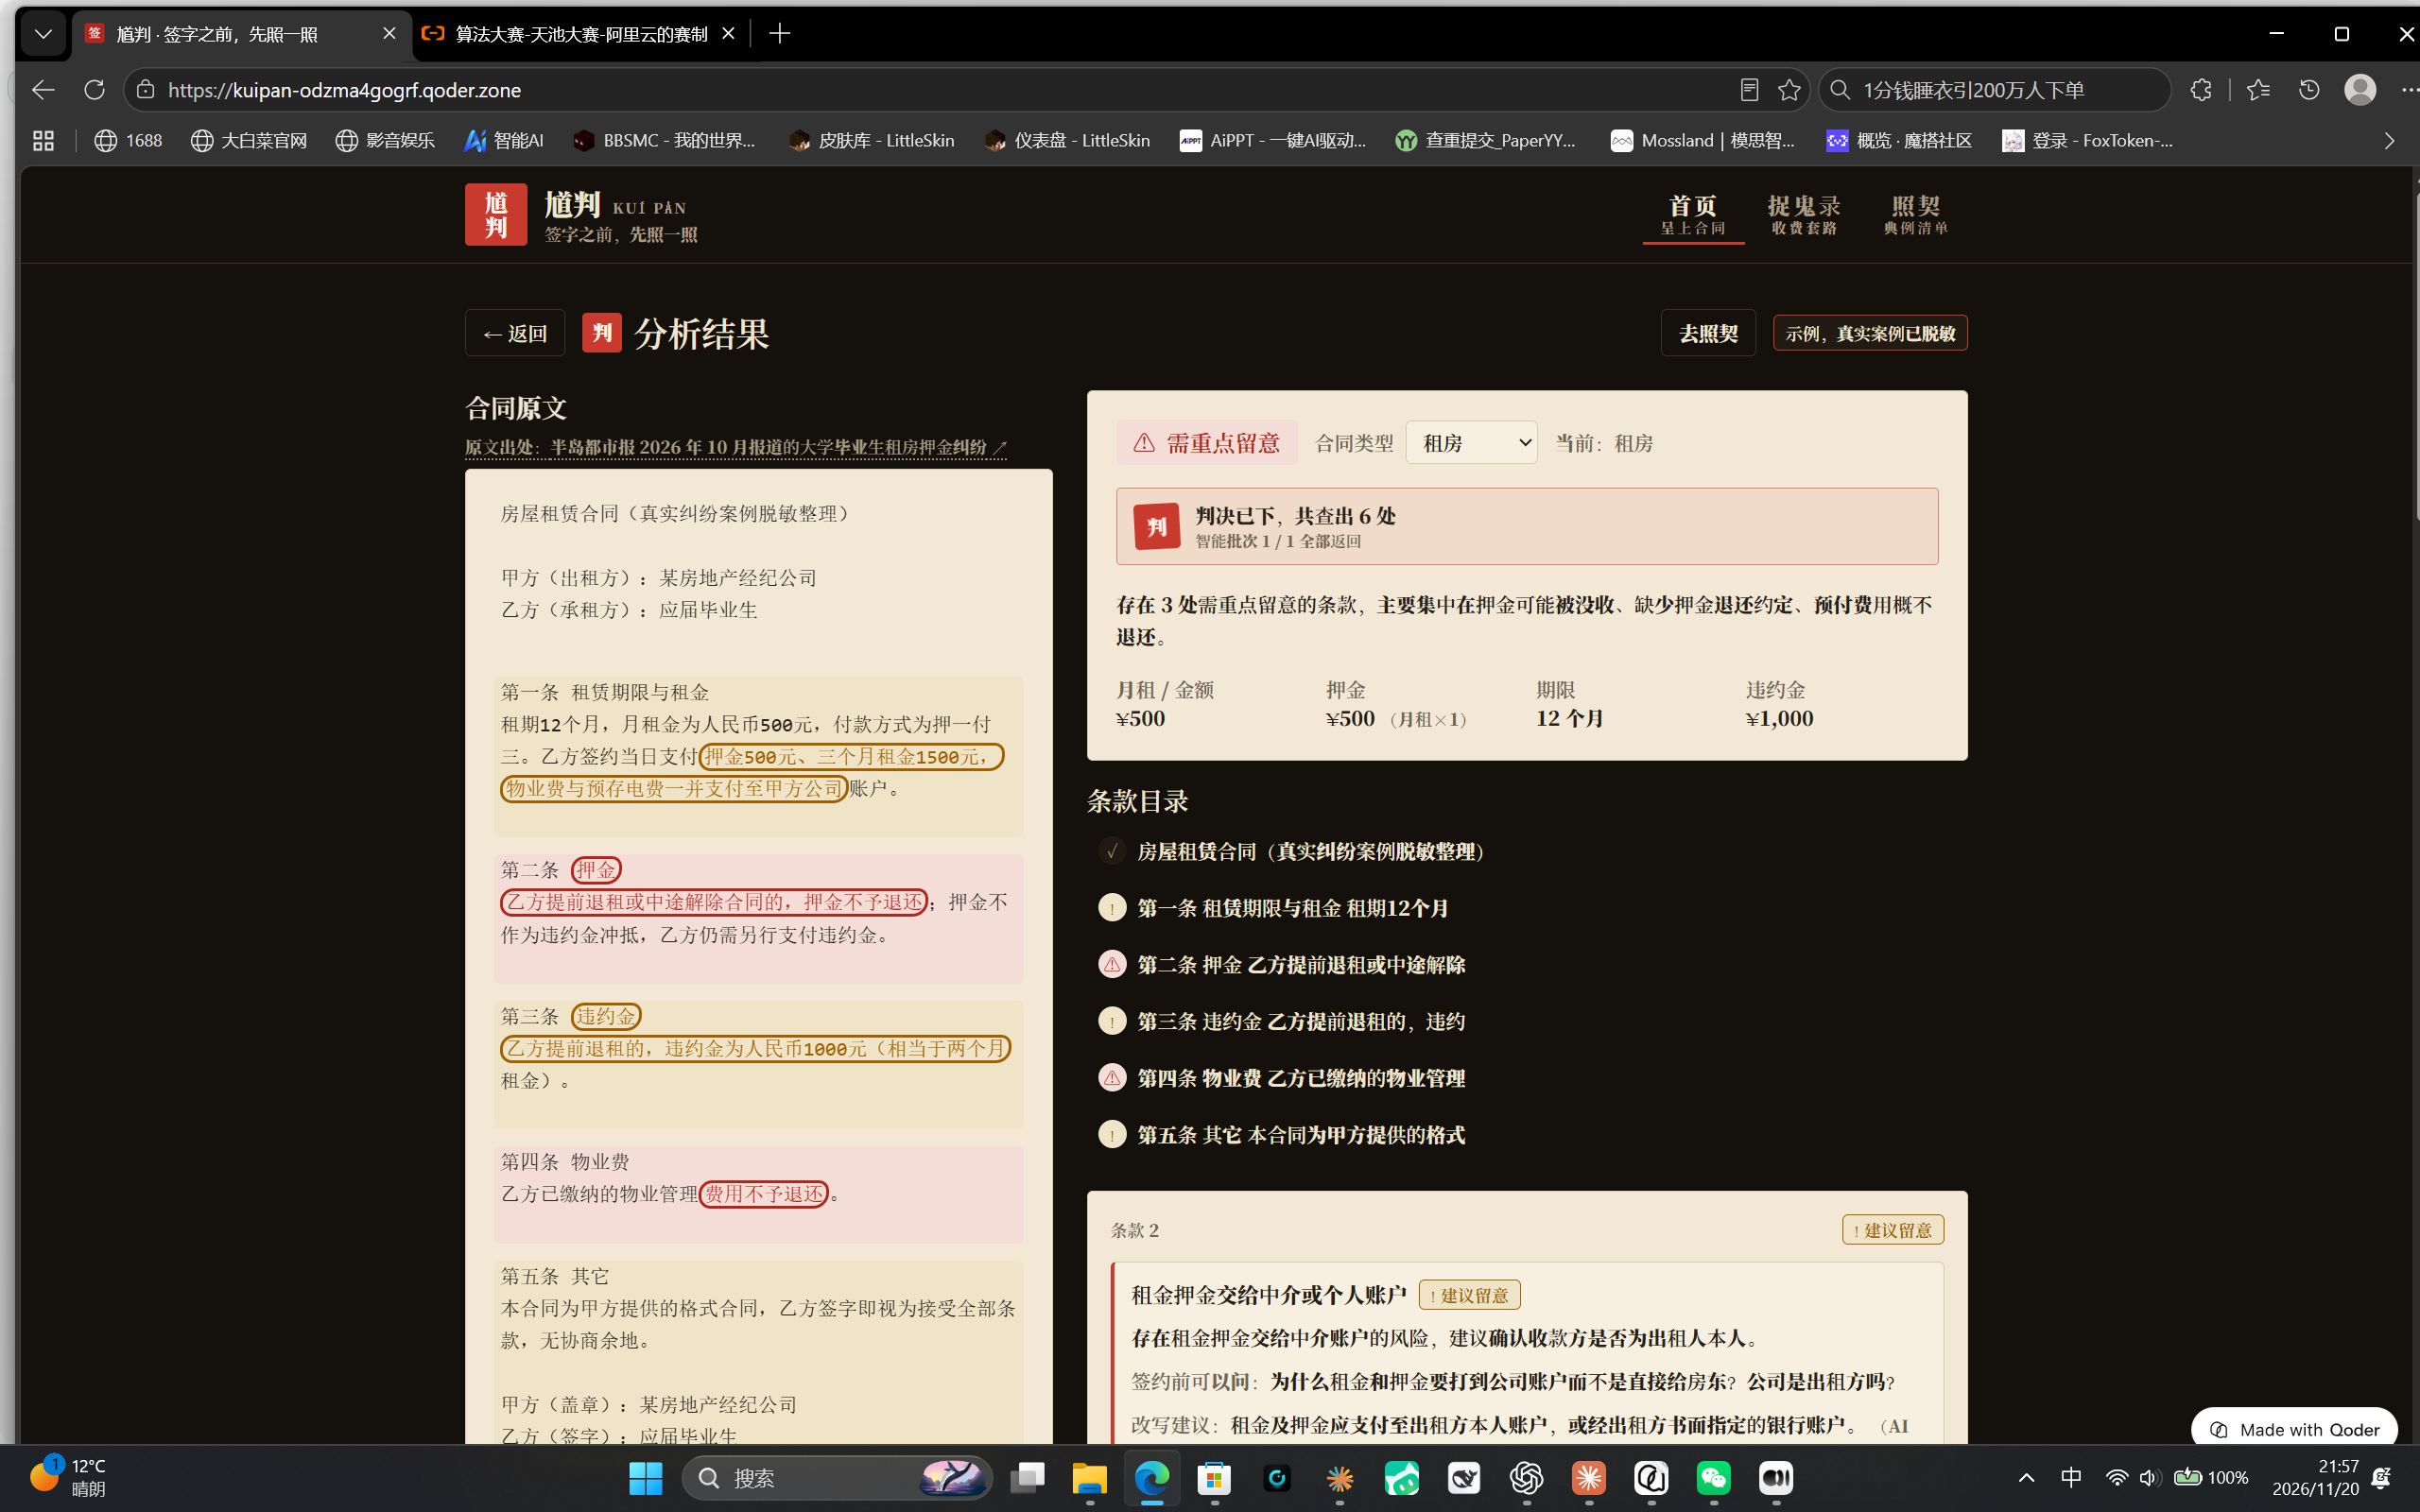 签
馗判 · 签字之前，先照一照
算法大赛-天池大赛-阿里云的赛制
https://kuipan-odzma4gogrf.qoder.zone
1分钱睡衣引200万人下单
1688
大白菜官网
影音娱乐
智能AI
BBSMC - 我的世界...
皮肤库 - LittleSkin
仪表盘 - LittleSkin
AiPPT
AiPPT - 一键AI驱动...
查重提交_PaperYY...
Mossland | 模思智...
概览 · 魔搭社区
登录 - FoxToken-...
馗
判
馗判 KUÍ PÀN
签字之前，先照一照
首页
呈上合同
捉鬼录
收费套路
照契
典例清单
← 返回
判
分析结果
去照契
示例，真实案例已脱敏
合同原文
原文出处：半岛都市报 2026 年 10 月报道的大学毕业生租房押金纠纷 ↗
房屋租赁合同（真实纠纷案例脱敏整理）
甲方（出租方）：某房地产经纪公司
乙方（承租方）：应届毕业生
第一条 租赁期限与租金
租期12个月，月租金为人民币500元，付款方式为押一付
三。乙方签约当日支付押金500元、三个月租金1500元，
物业费与预存电费一并支付至甲方公司账户。
第二条 押金
乙方提前退租或中途解除合同的，押金不予退还；押金不
作为违约金冲抵，乙方仍需另行支付违约金。
第三条 违约金
乙方提前退租的，违约金为人民币1000元（相当于两个月
租金）。
第四条 物业费
乙方已缴纳的物业管理费用不予退还。
第五条 其它
本合同为甲方提供的格式合同，乙方签字即视为接受全部条
款，无协商余地。
甲方（盖章）：某房地产经纪公司
乙方（签字）：应届毕业生
需重点留意
合同类型
租房
当前：租房
判
判决已下，共查出 6 处
智能批次 1 / 1 全部返回
存在 3 处需重点留意的条款，主要集中在押金可能被没收、缺少押金退还约定、预付费用概不
退还。
月租 / 金额
押金
期限
违约金
¥500
¥500 （月租×1）
12 个月
¥1,000
条款目录
✓ 房屋租赁合同（真实纠纷案例脱敏整理）
! 第一条 租赁期限与租金 租期12个月
第二条 押金 乙方提前退租或中途解除
! 第三条 违约金 乙方提前退租的，违约
第四条 物业费 乙方已缴纳的物业管理
! 第五条 其它 本合同为甲方提供的格式
条款 2
! 建议留意
租金押金交给中介或个人账户
! 建议留意
存在租金押金交给中介账户的风险，建议确认收款方是否为出租人本人。
签约前可以问：为什么租金和押金要打到公司账户而不是直接给房东？公司是出租方吗？
改写建议：租金及押金应支付至出租方本人账户，或经出租方书面指定的银行账户。（AI
Made with Qoder
1
12°C
晴朗
搜索
中
100%
21:57
2026/11/20